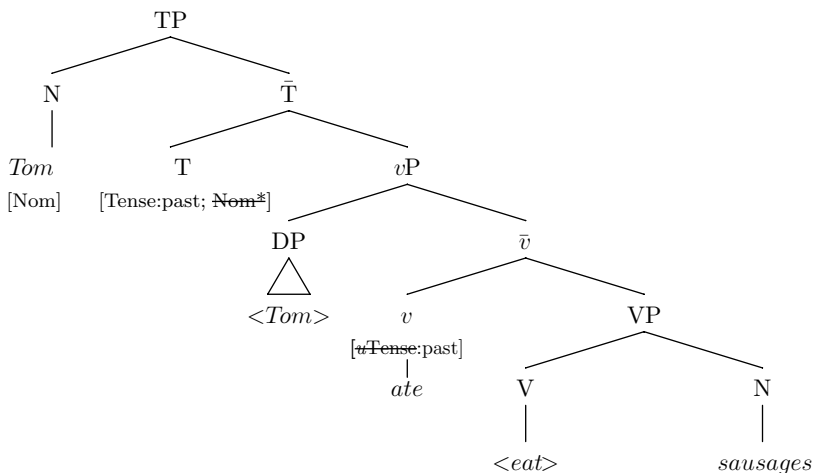 TP
N T̄
Tom T vP
[Nom] [Tense:past; Nom*]
DP v̄
<Tom> v VP
[uTense:past]
ate V N
<eat> sausages